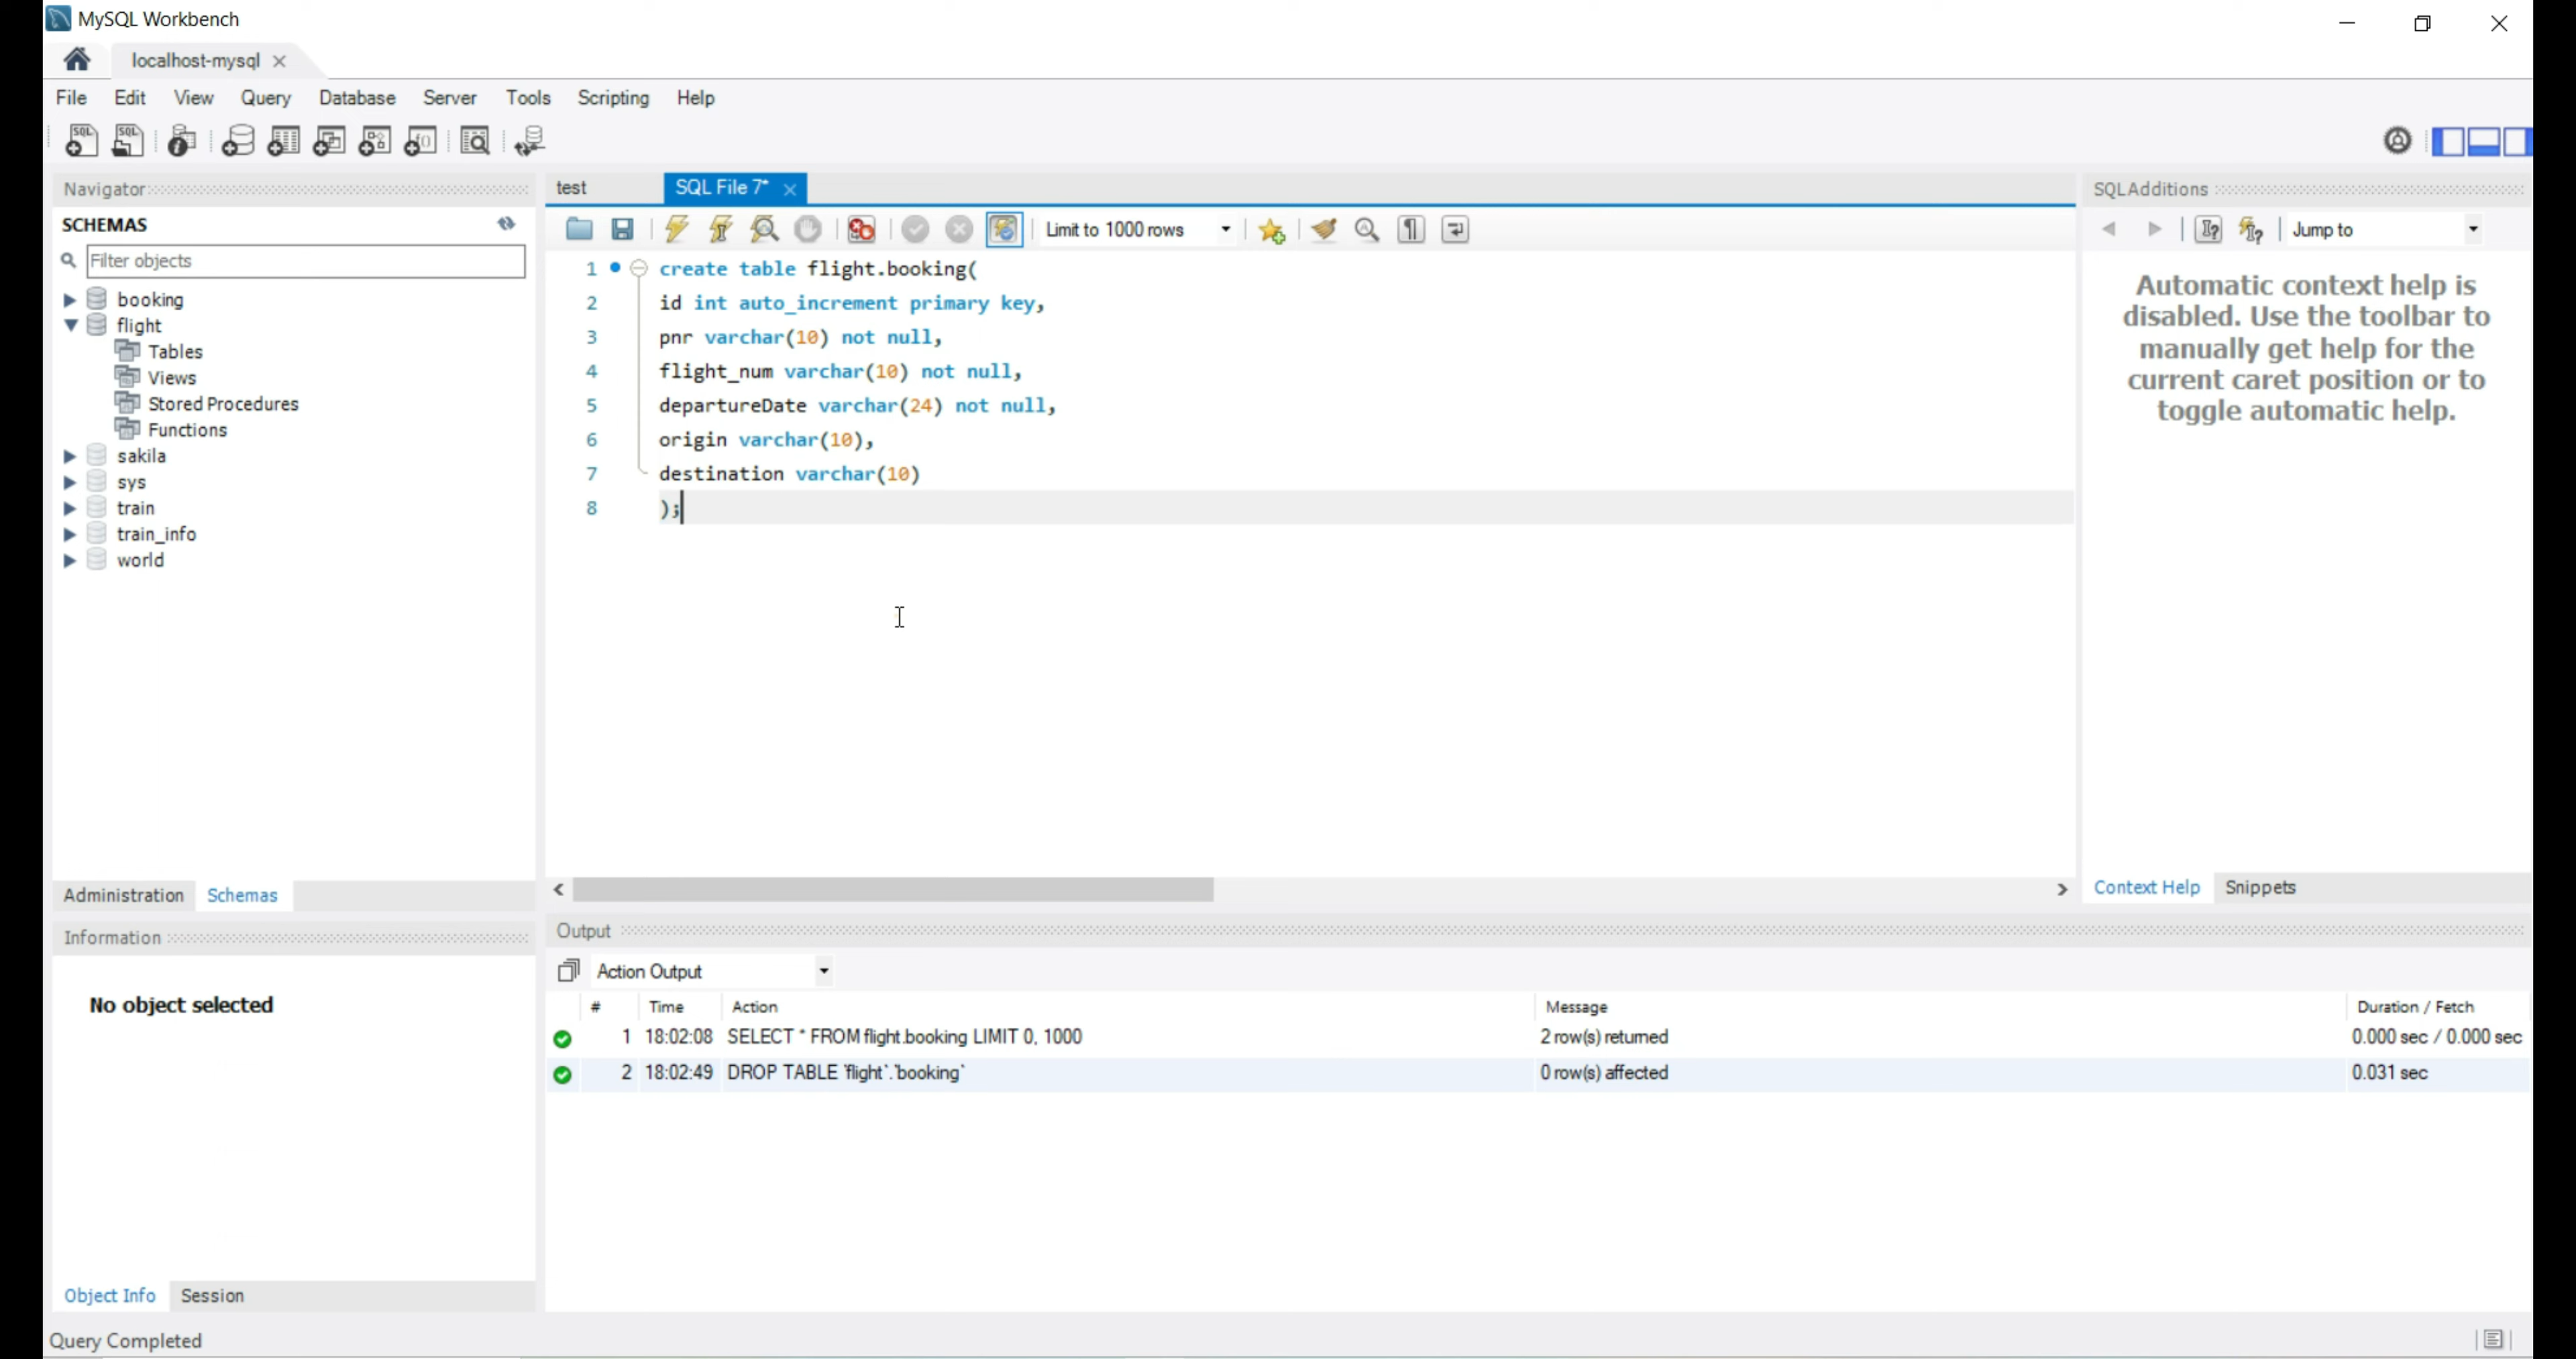 MySQL Workbench
localhost-mysql
File Edit View Query Database Server Tools Scripting Help
Navigator
SCHEMAS
Filter objects
booking
flight
Tables
Views
Stored Procedures
Functions
sakila
sys
train
train_info
world
Administration Schemas
Information
No object selected
Object Info Session
test SQL File 7*
Limit to 1000 rows
1 create table flight.booking(
2 id int auto_increment primary key,
3 pnr varchar(10) not null,
4 flight_num varchar(10) not null,
5 departureDate varchar(24) not null,
6 origin varchar(10),
7 destination varchar(10)
8 );
SQLAdditions
Jump to
Automatic context help is
disabled. Use the toolbar to
manually get help for the
current caret position or to
toggle automatic help.
Context Help Snippets
Output
Action Output
# Time Action Message Duration / Fetch
1 18:02:08 SELECT * FROM flight.booking LIMIT 0, 1000 2 row(s) returned 0.000 sec / 0.000 sec
2 18:02:49 DROP TABLE `flight`.`booking` 0 row(s) affected 0.031 sec
Query Completed